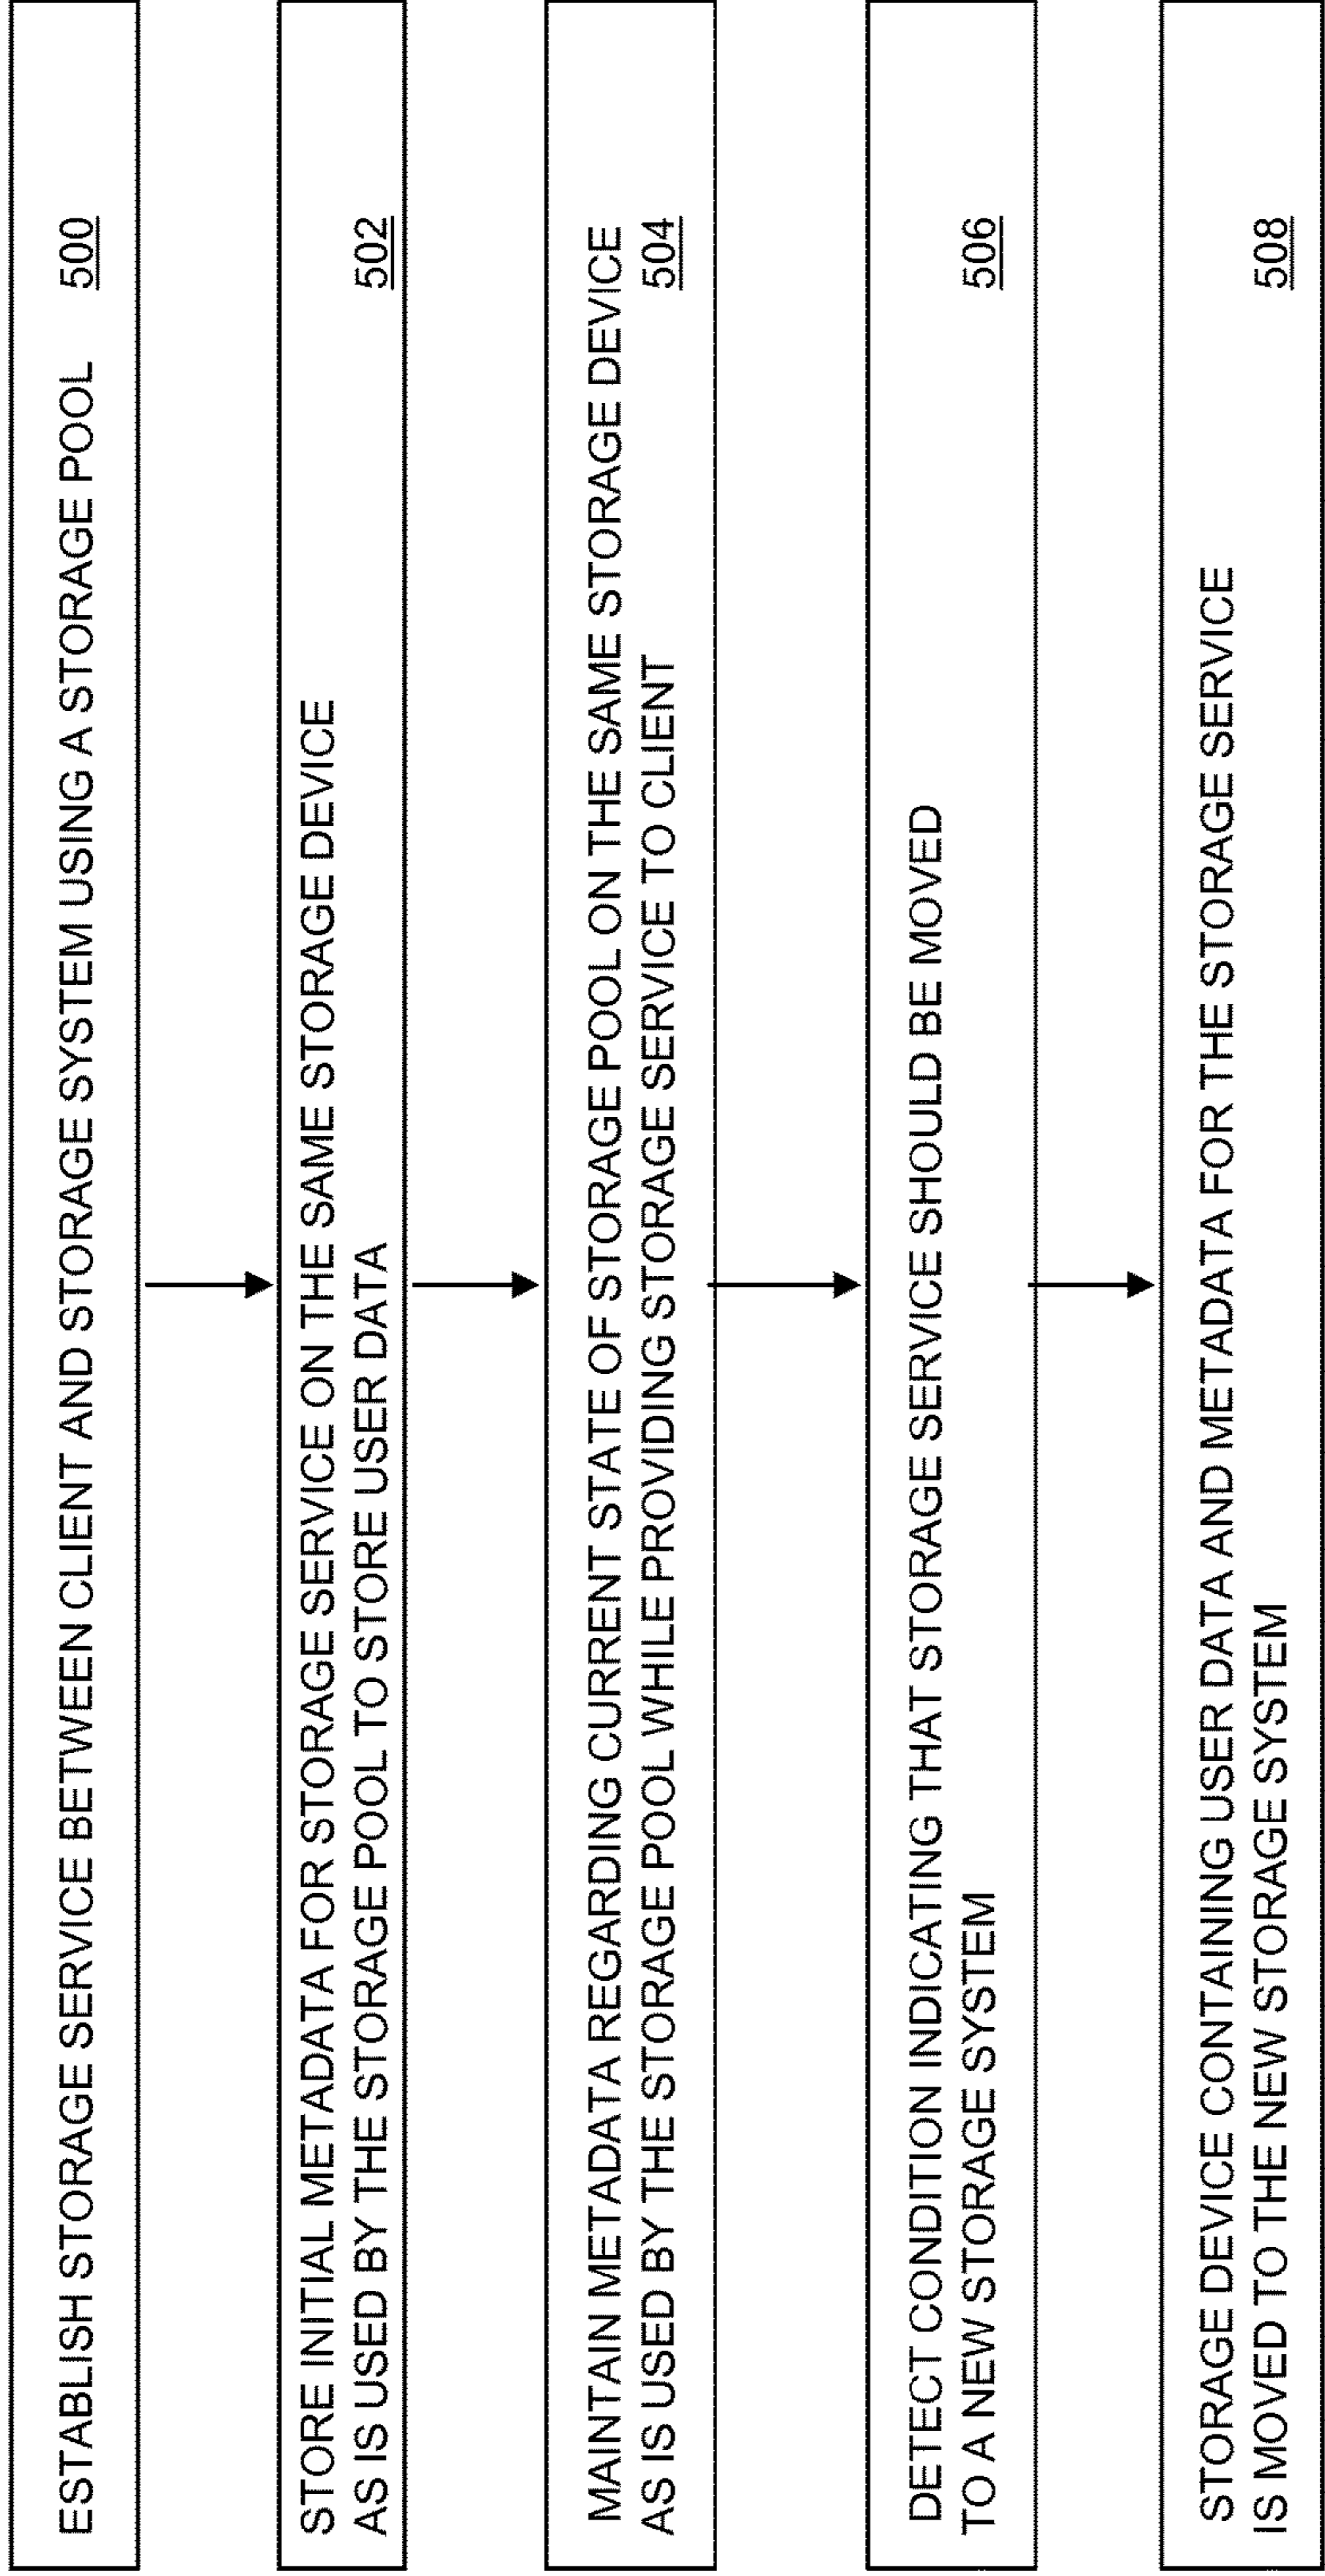 ESTABLISH STORAGE SERVICE BETWEEN CLIENT AND STORAGE SYSTEM USING A STORAGE POOL 500
STORE INITIAL METADATA FOR STORAGE SERVICE ON THE SAME STORAGE DEVICE
AS IS USED BY THE STORAGE POOL TO STORE USER DATA 502
MAINTAIN METADATA REGARDING CURRENT STATE OF STORAGE POOL ON THE SAME STORAGE DEVICE
AS IS USED BY THE STORAGE POOL WHILE PROVIDING STORAGE SERVICE TO CLIENT 504
DETECT CONDITION INDICATING THAT STORAGE SERVICE SHOULD BE MOVED
TO A NEW STORAGE SYSTEM 506
STORAGE DEVICE CONTAINING USER DATA AND METADATA FOR THE STORAGE SERVICE
IS MOVED TO THE NEW STORAGE SYSTEM 508